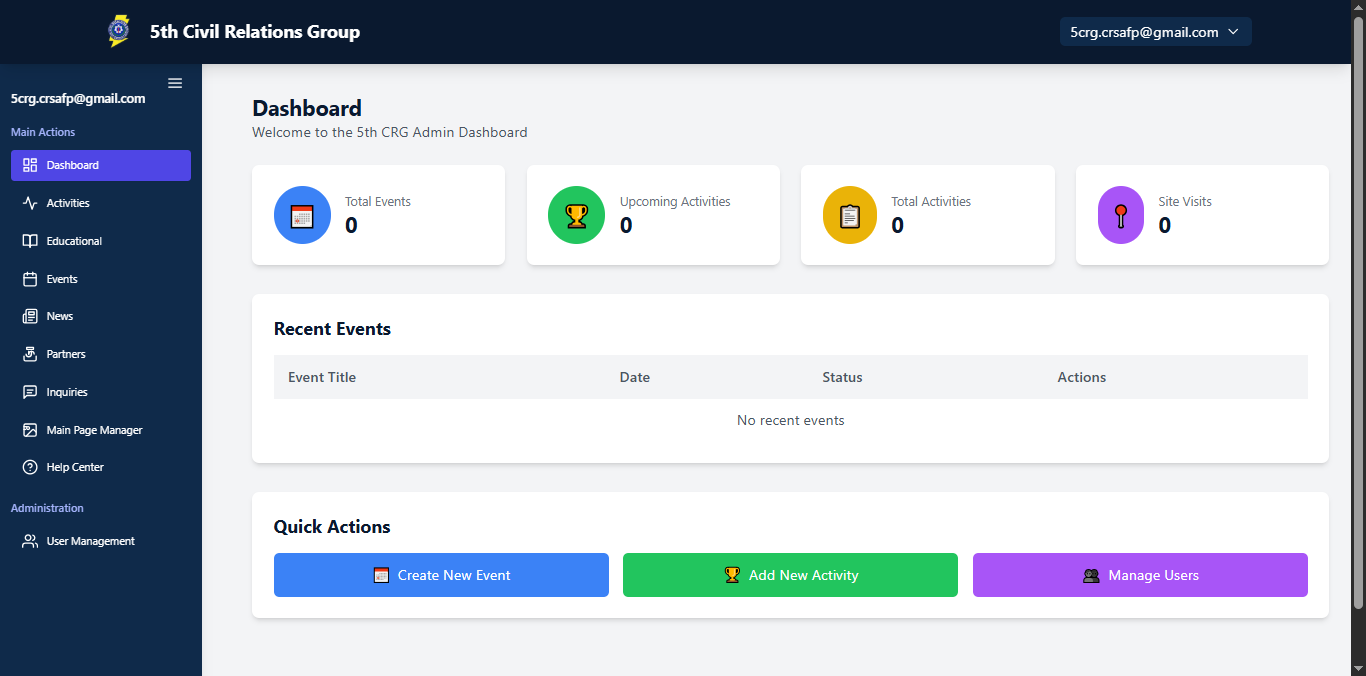 5th Civil Relations Group
5crg.crsafp@gmail.com
5crg.crsafp@gmail.com
Main Actions
Dashboard
Activities
Educational
Events
News
Partners
Inquiries
Main Page Manager
Help Center
Administration
User Management
Dashboard
Welcome to the 5th CRG Admin Dashboard
Total Events
0
Upcoming Activities
0
Total Activities
0
Site Visits
0
Recent Events
Event Title Date Status Actions
No recent events
Quick Actions
Create New Event
Add New Activity
Manage Users